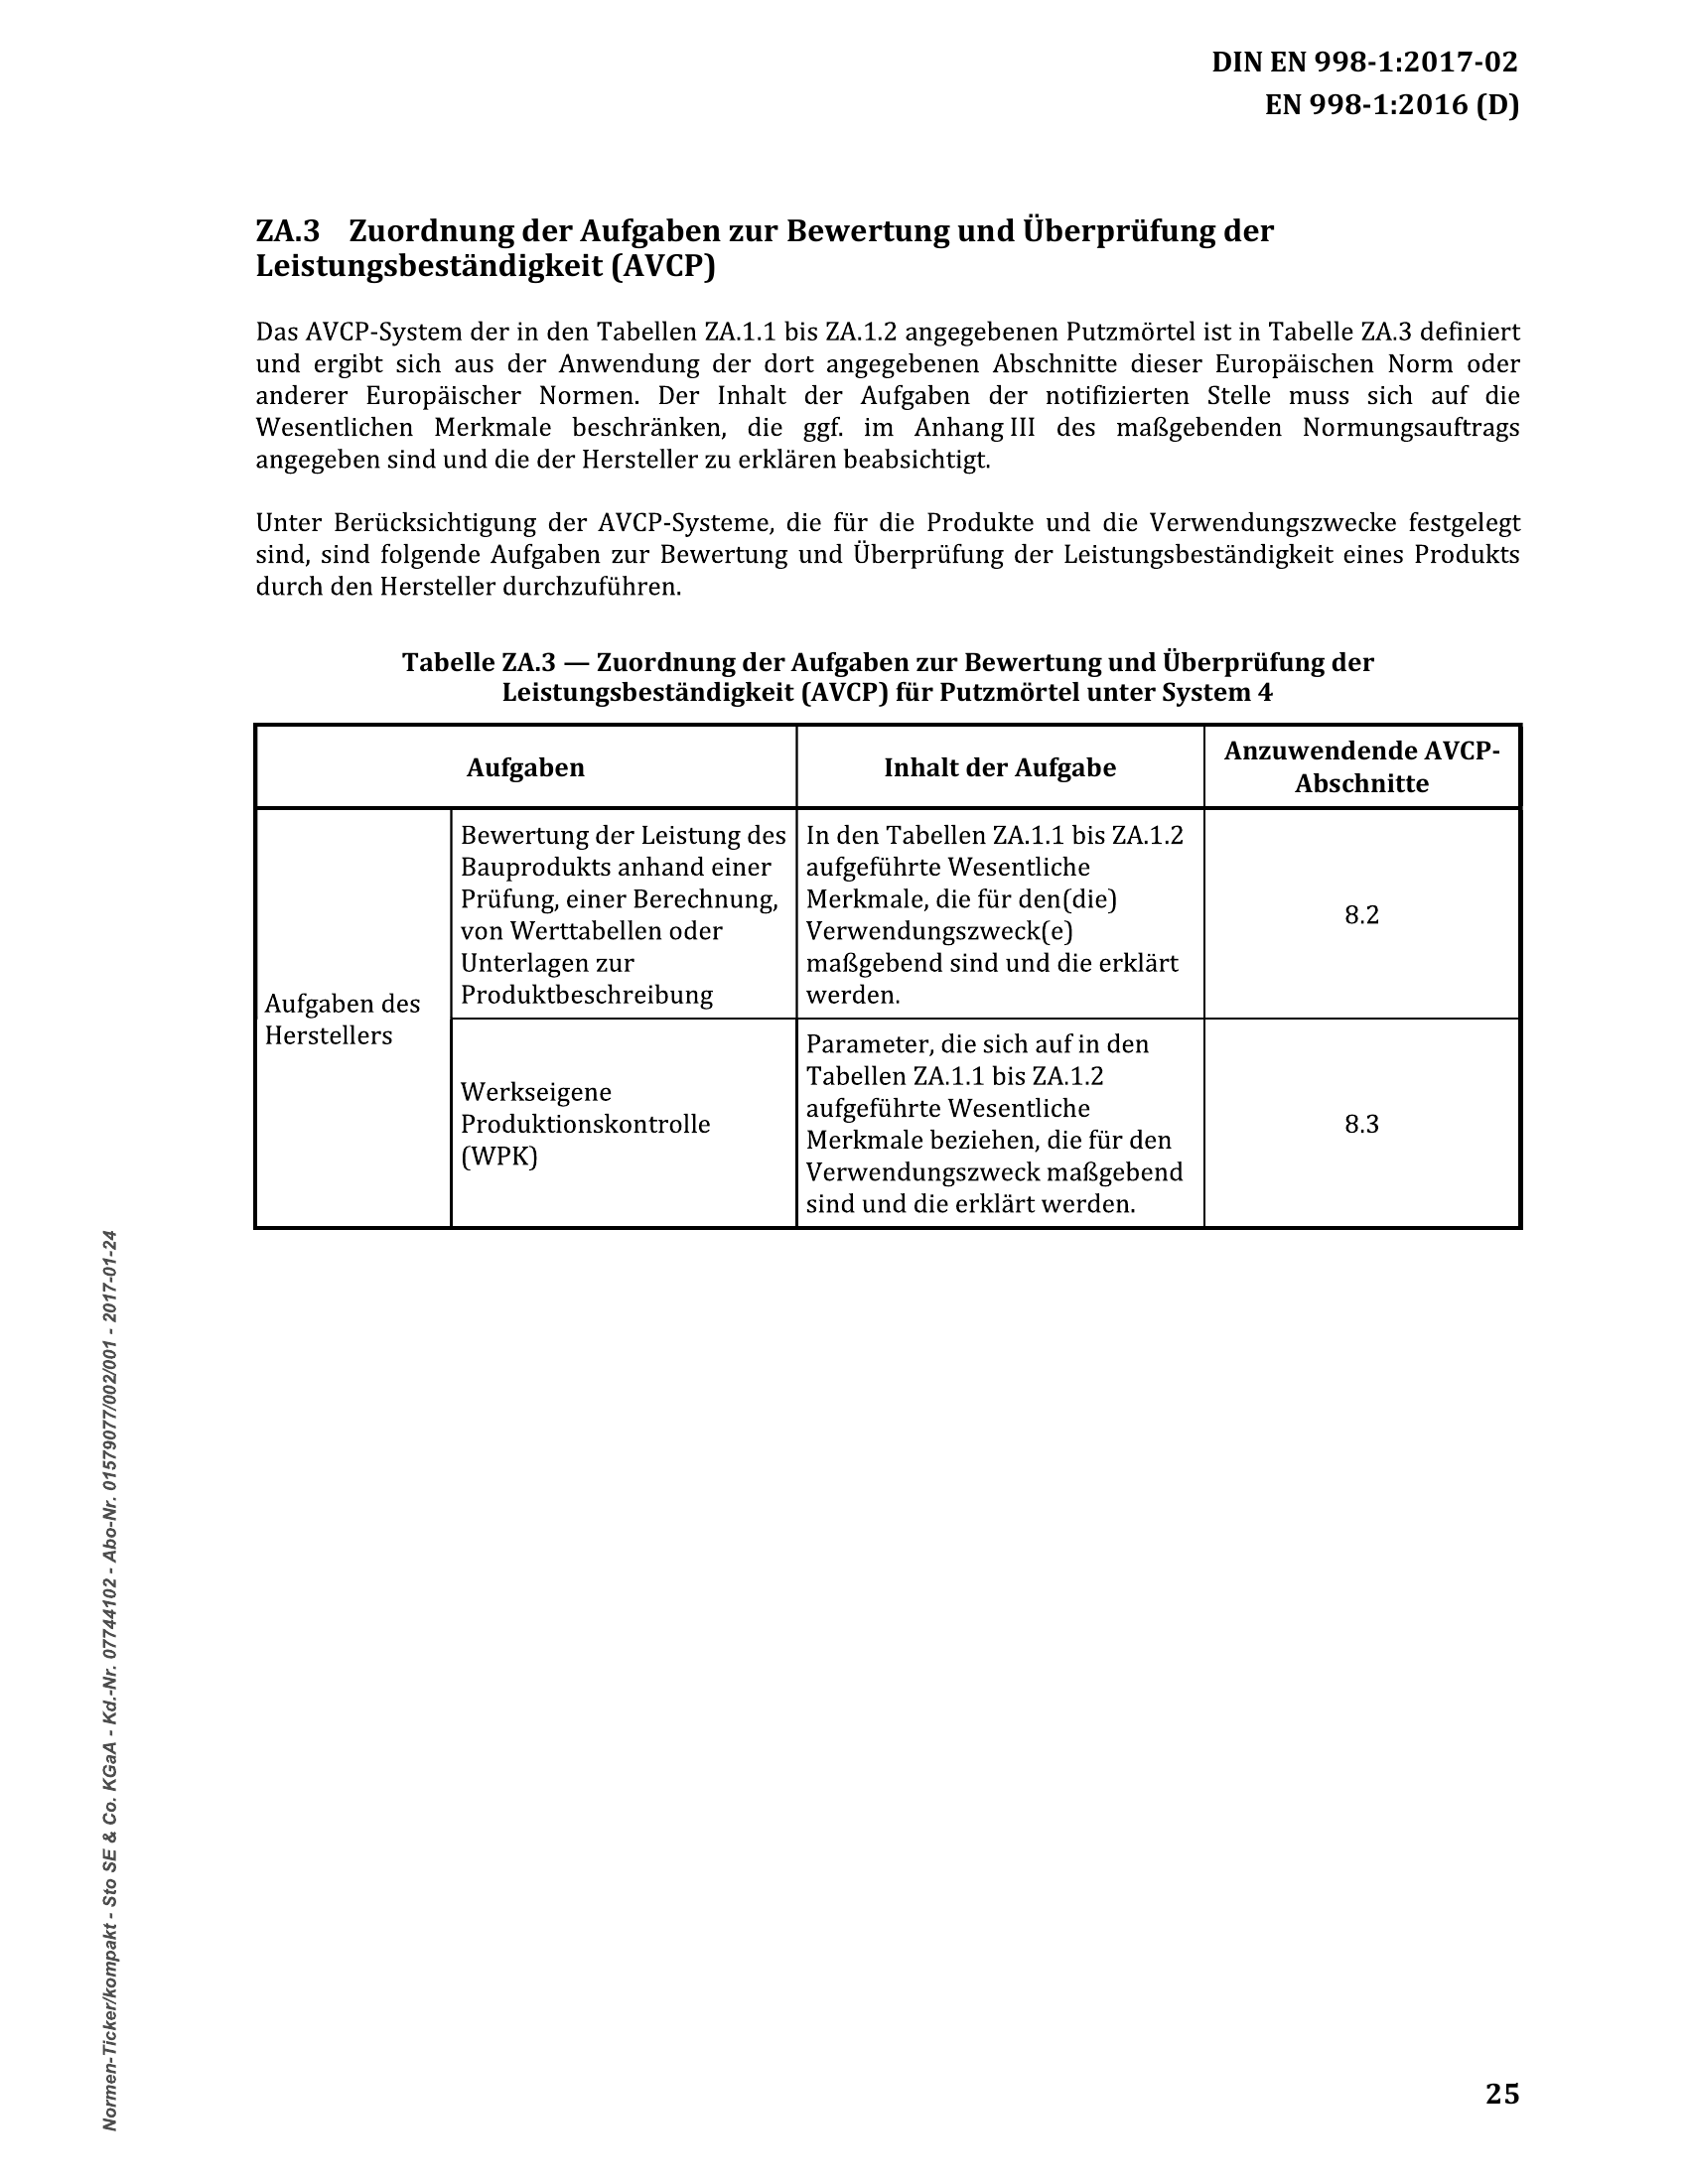 DIN EN 998-1:2017-02
EN 998-1:2016 (D)
ZA.3 Zuordnung der Aufgaben zur Bewertung und Überprüfung der
Leistungsbeständigkeit (AVCP)
Das AVCP-System der in den Tabellen ZA.1.1 bis ZA.1.2 angegebenen Putzmörtel ist in Tabelle ZA.3 definiert
und ergibt sich aus der Anwendung der dort angegebenen Abschnitte dieser Europäischen Norm oder
anderer Europäischer Normen. Der Inhalt der Aufgaben der notifizierten Stelle muss sich auf die
Wesentlichen Merkmale beschränken, die ggf. im Anhang III des maßgebenden Normungsauftrags
angegeben sind und die der Hersteller zu erklären beabsichtigt.
Unter Berücksichtigung der AVCP-Systeme, die für die Produkte und die Verwendungszwecke festgelegt
sind, sind folgende Aufgaben zur Bewertung und Überprüfung der Leistungsbeständigkeit eines Produkts
durch den Hersteller durchzuführen.
Tabelle ZA.3 — Zuordnung der Aufgaben zur Bewertung und Überprüfung der
Leistungsbeständigkeit (AVCP) für Putzmörtel unter System 4
Aufgaben
Inhalt der Aufgabe
Anzuwendende AVCP-
Abschnitte
Aufgaben des
Herstellers
Bewertung der Leistung des
Bauprodukts anhand einer
Prüfung, einer Berechnung,
von Werttabellen oder
Unterlagen zur
Produktbeschreibung
In den Tabellen ZA.1.1 bis ZA.1.2
aufgeführte Wesentliche
Merkmale, die für den(die)
Verwendungszweck(e)
maßgebend sind und die erklärt
werden.
8.2
Werkseigene
Produktionskontrolle
(WPK)
Parameter, die sich auf in den
Tabellen ZA.1.1 bis ZA.1.2
aufgeführte Wesentliche
Merkmale beziehen, die für den
Verwendungszweck maßgebend
sind und die erklärt werden.
8.3
Normen-Ticker/kompakt - Sto SE & Co. KGaA - Kd.-Nr. 07744102 - Abo-Nr. 01579077/002/001 - 2017-01-24
25